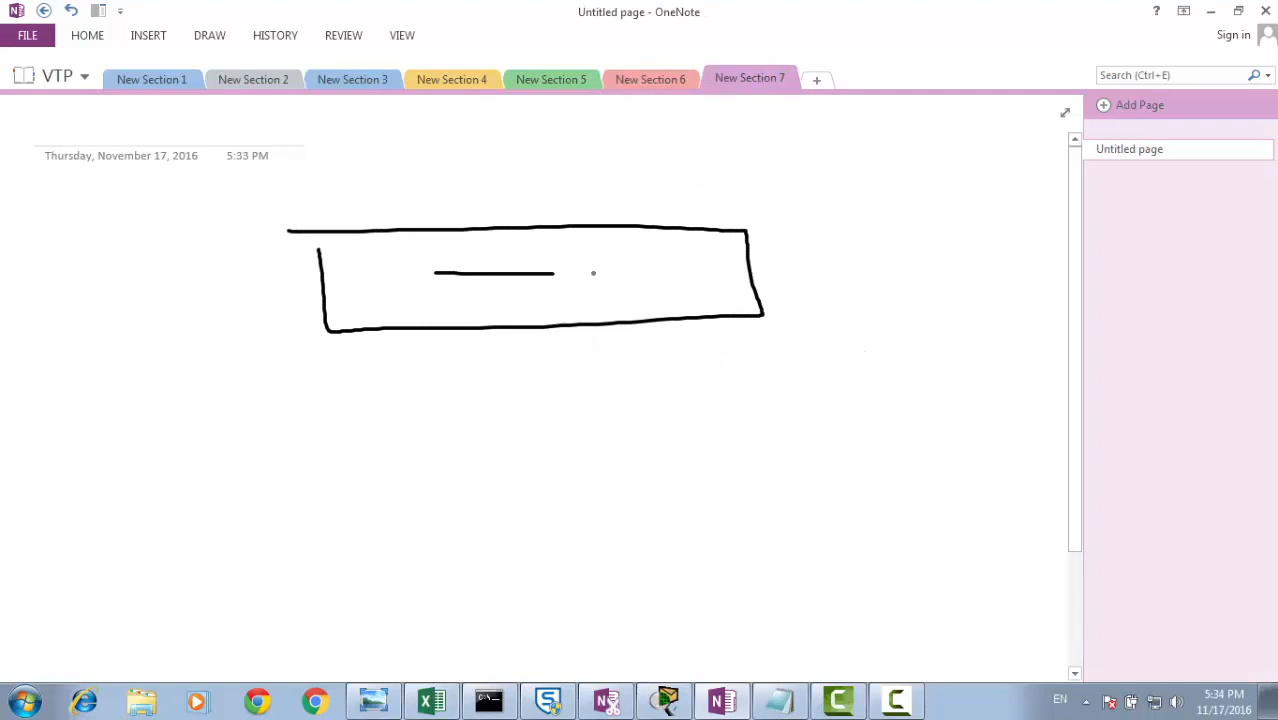 Untitled page - OneNote
?
FILE HOME INSERT DRAW HISTORY REVIEW VIEW
Sign in
VTP New Section 1 New Section 2 New Section 3 New Section 4 New Section 5 New Section 6 New Section 7 +
Search (Ctrl+E)
Add Page
Untitled page
Thursday, November 17, 2016 5:33 PM
EN
5:34 PM
11/17/2016